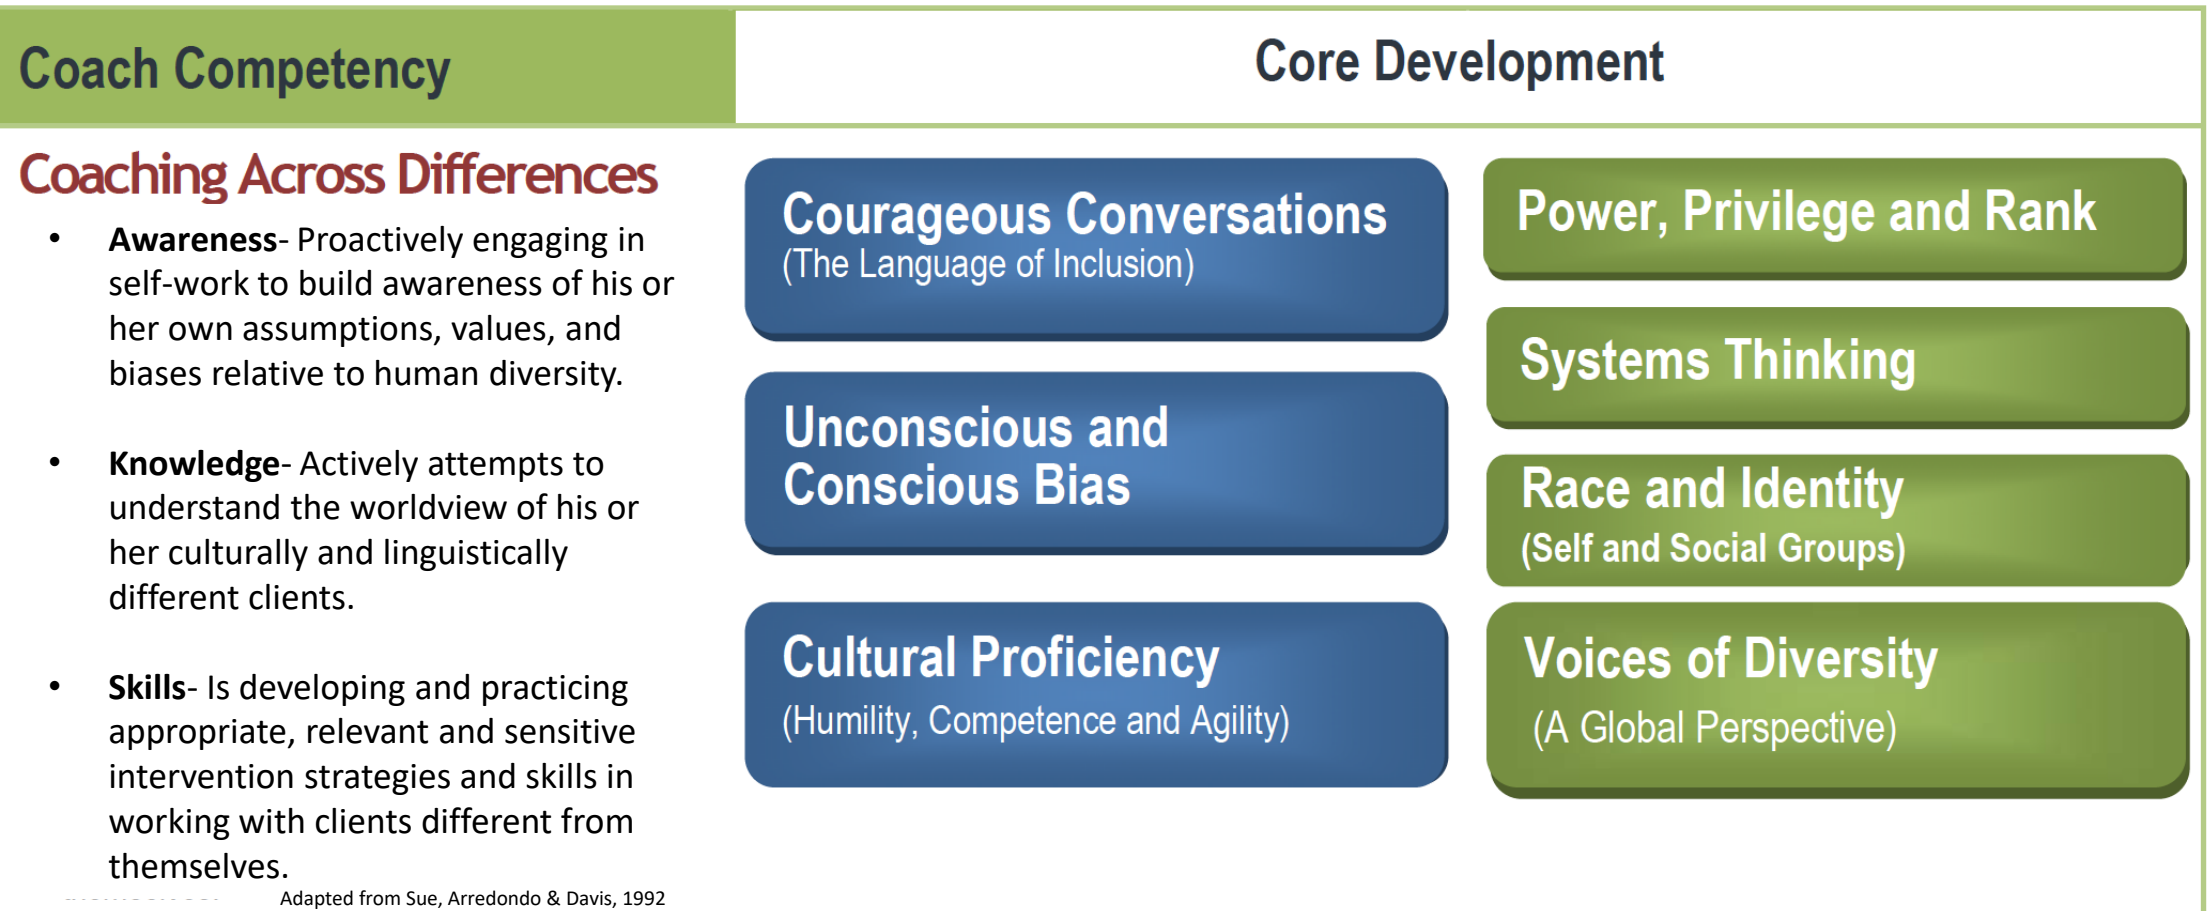 Coach Competency
Core Development
Coaching Across Differences
• Awareness- Proactively engaging in
self-work to build awareness of his or
her own assumptions, values, and
biases relative to human diversity.
• Knowledge- Actively attempts to
understand the worldview of his or
her culturally and linguistically
different clients.
• Skills- Is developing and practicing
appropriate, relevant and sensitive
intervention strategies and skills in
working with clients different from
themselves.
Adapted from Sue, Arredondo & Davis, 1992
Courageous Conversations
(The Language of Inclusion)
Unconscious and
Conscious Bias
Cultural Proficiency
(Humility, Competence and Agility)
Power, Privilege and Rank
Systems Thinking
Race and Identity
(Self and Social Groups)
Voices of Diversity
(A Global Perspective)